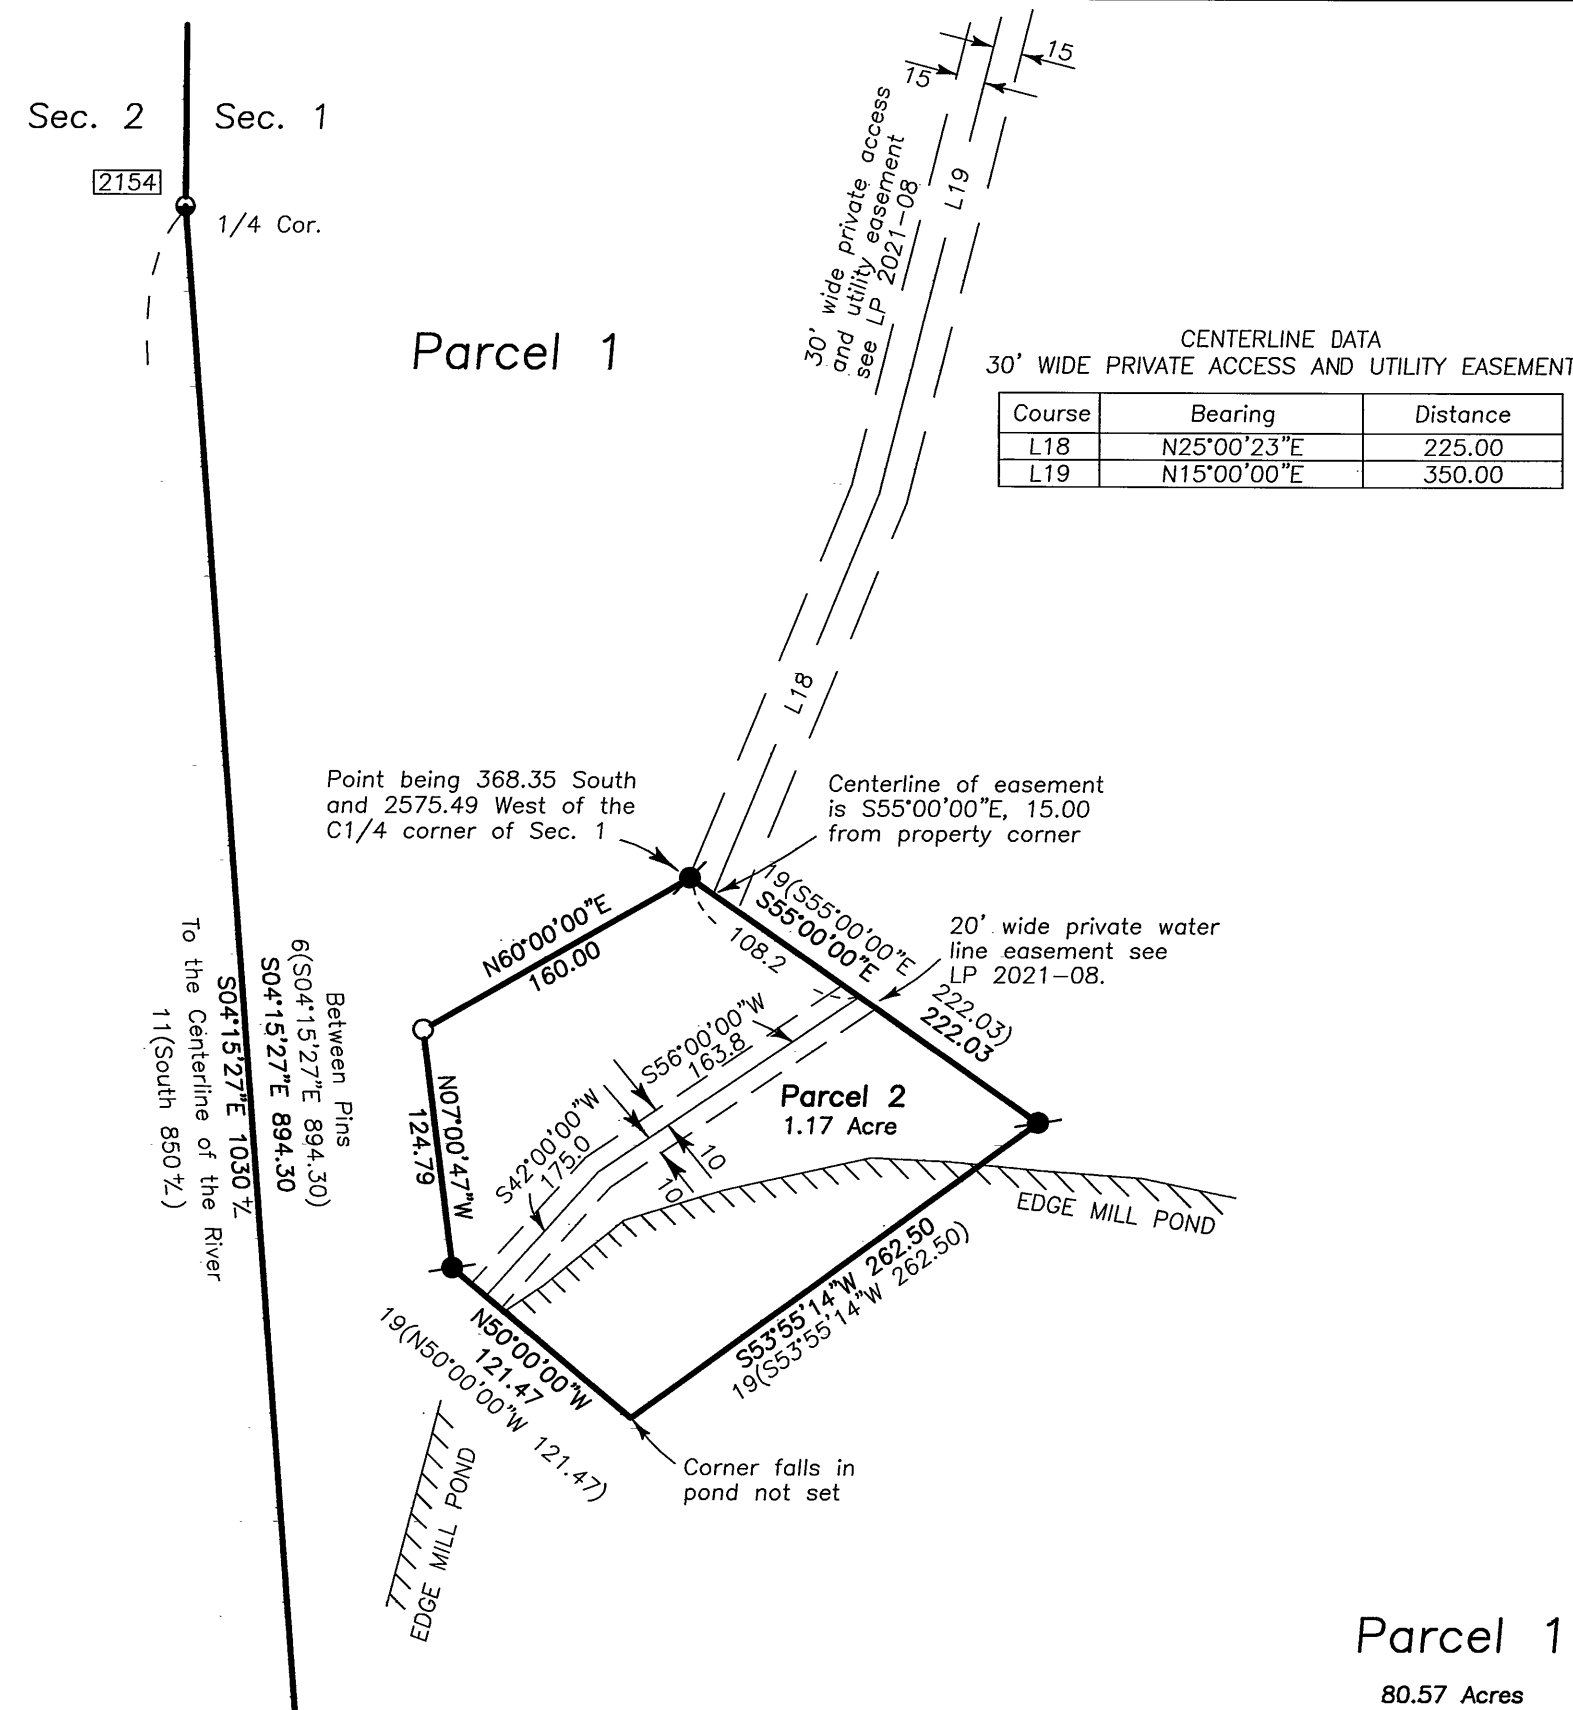 15
15
Sec. 2
Sec. 1
2154
1/4 Cor.
30' wide private access
and utility easement
see LP 2021-08
L19
Parcel 1
CENTERLINE DATA
30' WIDE PRIVATE ACCESS AND UTILITY EASEMENT
Course Bearing Distance
L18 N25°00'23"E 225.00
L19 N15°00'00"E 350.00
L18
Point being 368.35 South
and 2575.49 West of the
C1/4 corner of Sec. 1
Centerline of easement
is S55°00'00"E, 15.00
from property corner
N60°00'00"E
160.00
19(S55°00'00"E
S55°00'00"E
108.2
222.03)
222.03
20' wide private water
line easement see
LP 2021-08.
Between Pins
6(S04°15'27"E 894.30)
S04°15'27"E 894.30
S04°15'27"E 1030 +/-
To the Centerline of the River
11(South 850 +/-)
N07°00'47"W
124.79
S56°00'00"W
163.8
S42°00'00"W
175.0
10
10
Parcel 2
1.17 Acre
EDGE MILL POND
S53°55'14"W 262.50
19(S53°55'14"W 262.50)
N50°00'00"W
121.47
19(N50°00'00"W 121.47)
Corner falls in
pond not set
EDGE MILL POND
Parcel 1
80.57 Acres